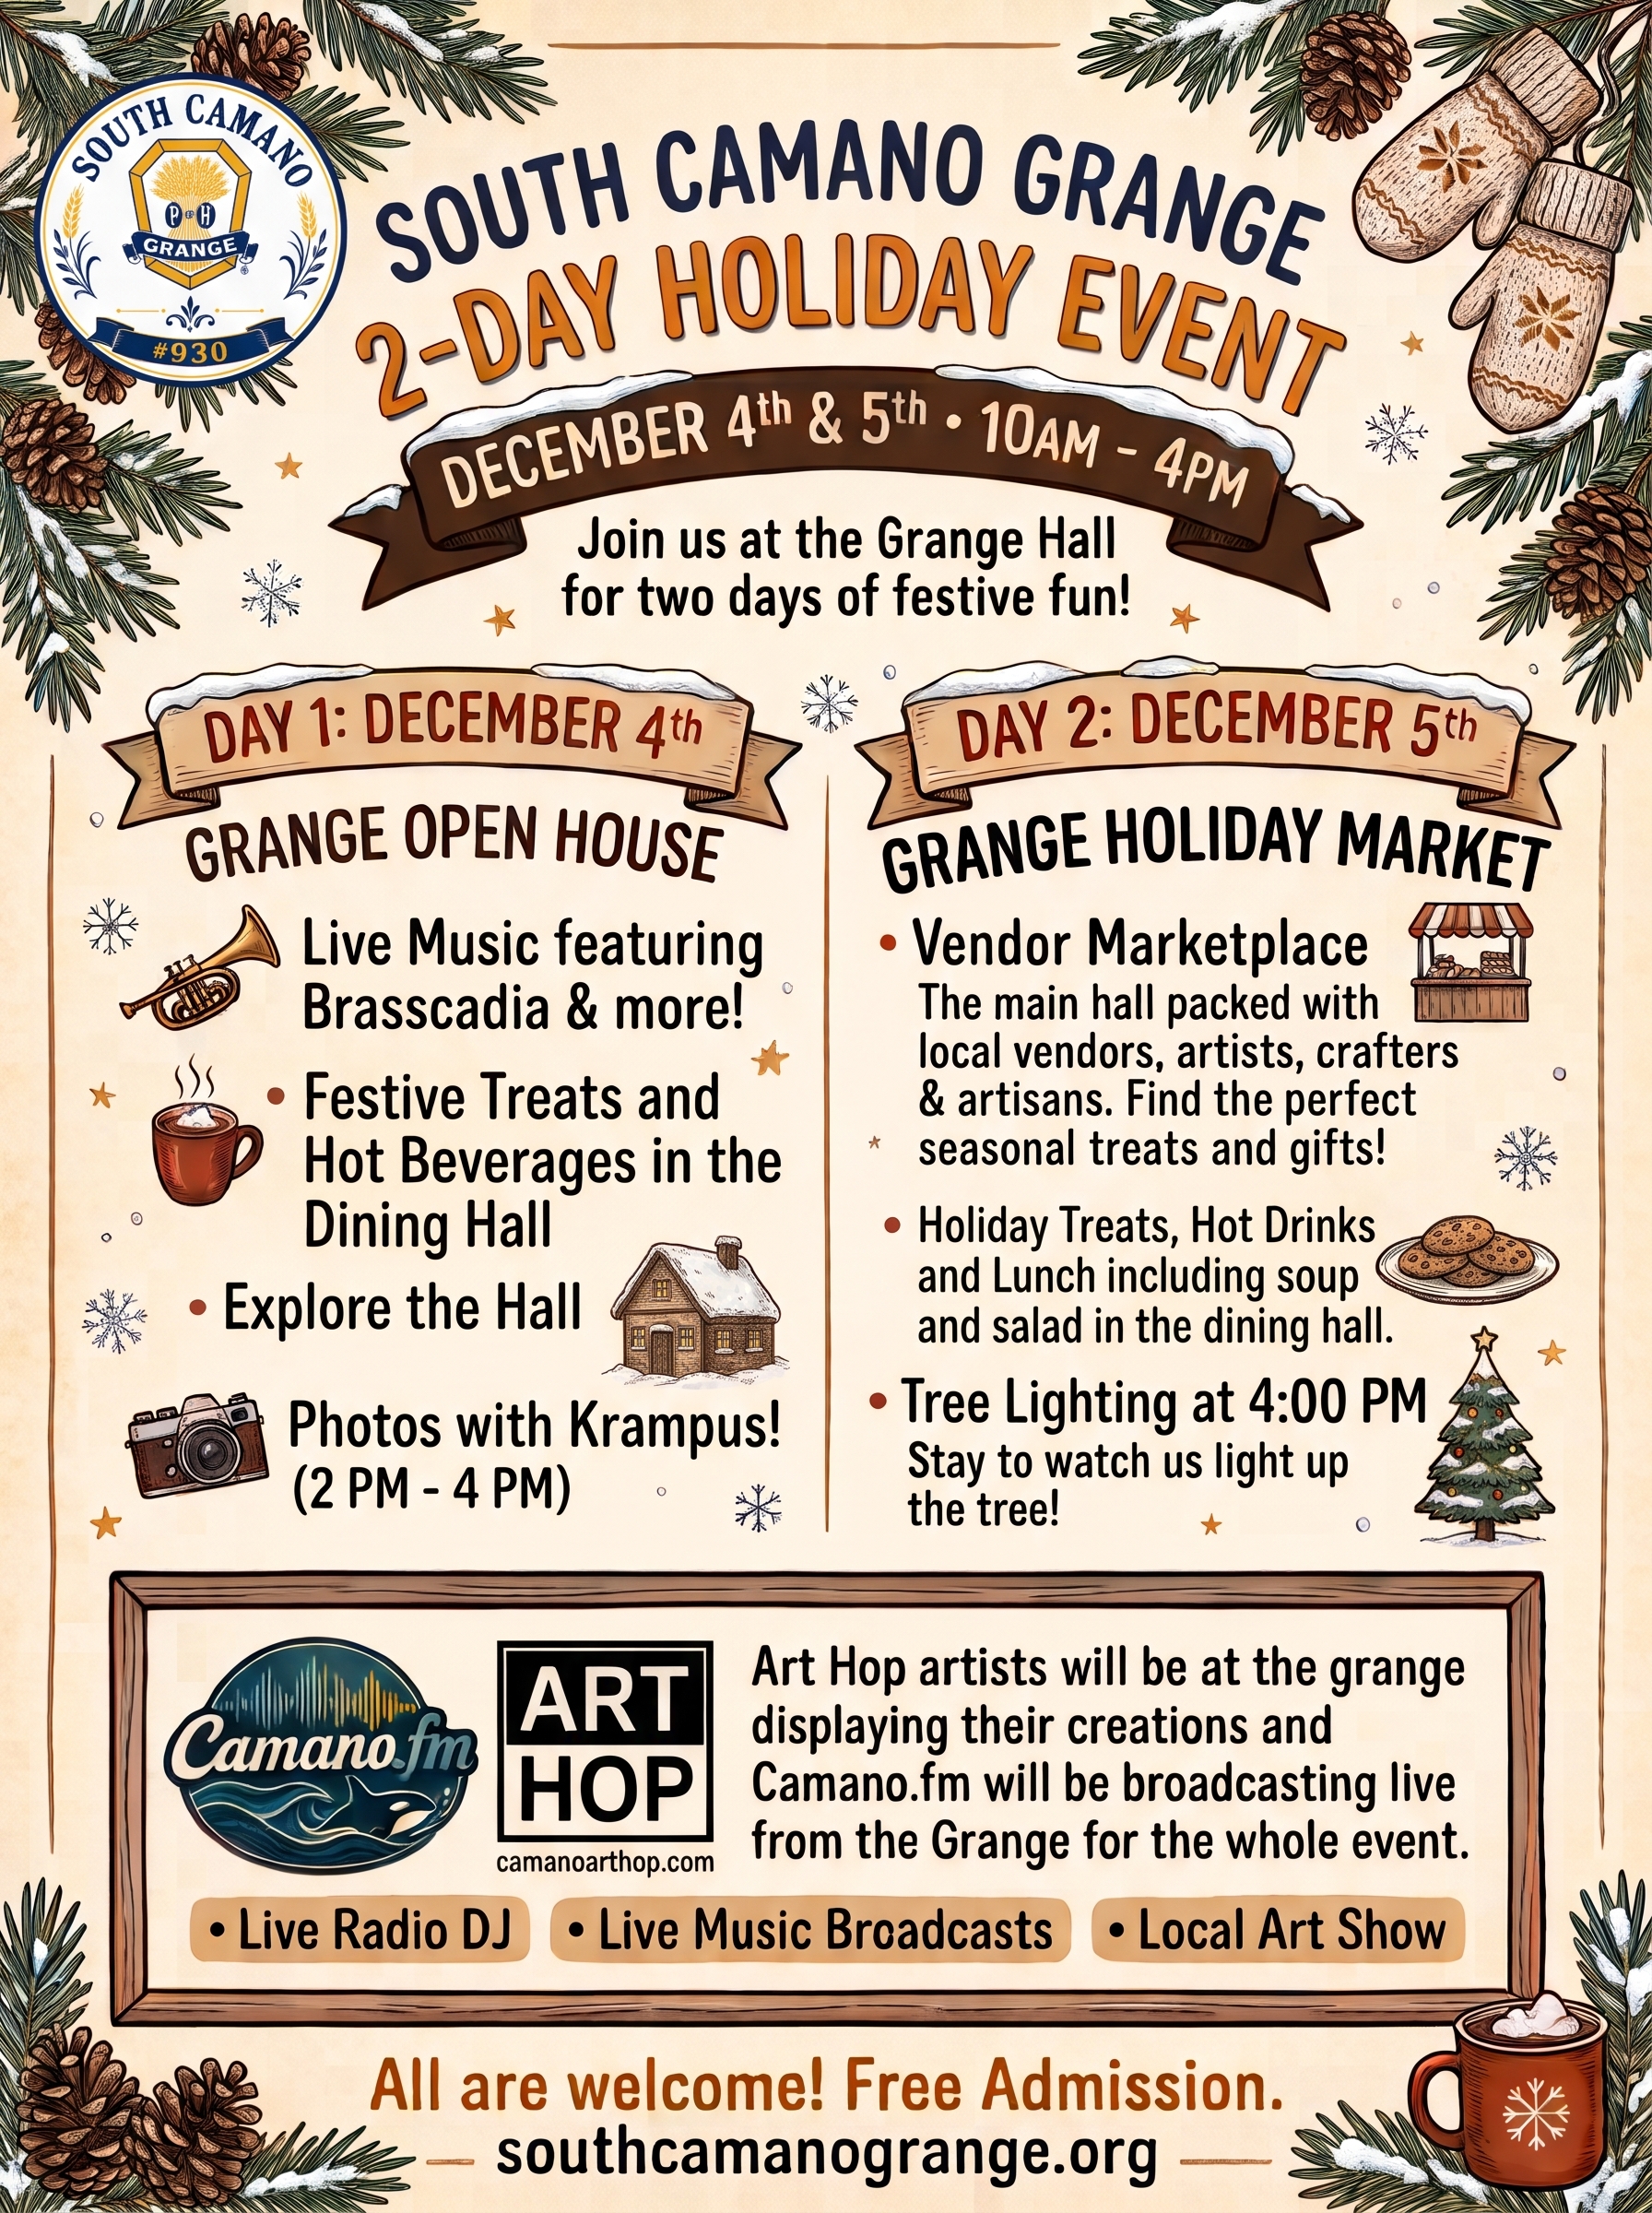 SOUTH CAMANO
P OF H
GRANGE
®
#930
SOUTH CAMANO GRANGE
2-DAY HOLIDAY EVENT
DECEMBER 4th & 5th • 10AM - 4PM
Join us at the Grange Hall
for two days of festive fun!
DAY 1: DECEMBER 4th
GRANGE OPEN HOUSE
Live Music featuring
Brasscadia & more!
• Festive Treats and
Hot Beverages in the
Dining Hall
• Explore the Hall
Photos with Krampus!
(2 PM - 4 PM)
DAY 2: DECEMBER 5th
GRANGE HOLIDAY MARKET
• Vendor Marketplace
The main hall packed with
local vendors, artists, crafters
& artisans. Find the perfect
seasonal treats and gifts!
• Holiday Treats, Hot Drinks
and Lunch including soup
and salad in the dining hall.
• Tree Lighting at 4:00 PM
Stay to watch us light up
the tree!
Camano.fm
ART
HOP
camanoarthop.com
Art Hop artists will be at the grange
displaying their creations and
Camano.fm will be broadcasting live
from the Grange for the whole event.
• Live Radio DJ
• Live Music Broadcasts
• Local Art Show
All are welcome! Free Admission.
southcamanogrange.org